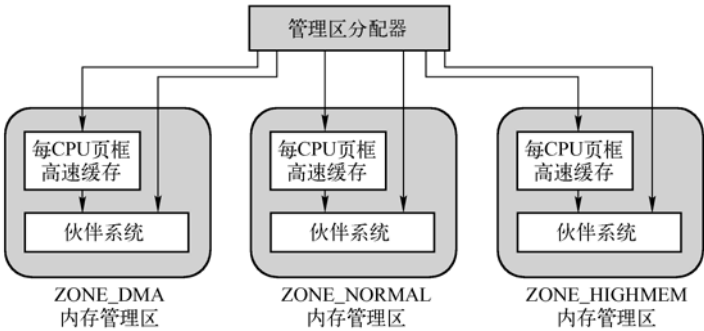 管理区分配器
每CPU页框
高速缓存
每CPU页框
高速缓存
每CPU页框
高速缓存
伙伴系统
伙伴系统
伙伴系统
ZONE_DMA
内存管理区
ZONE_NORMAL
内存管理区
ZONE_HIGHMEM
内存管理区